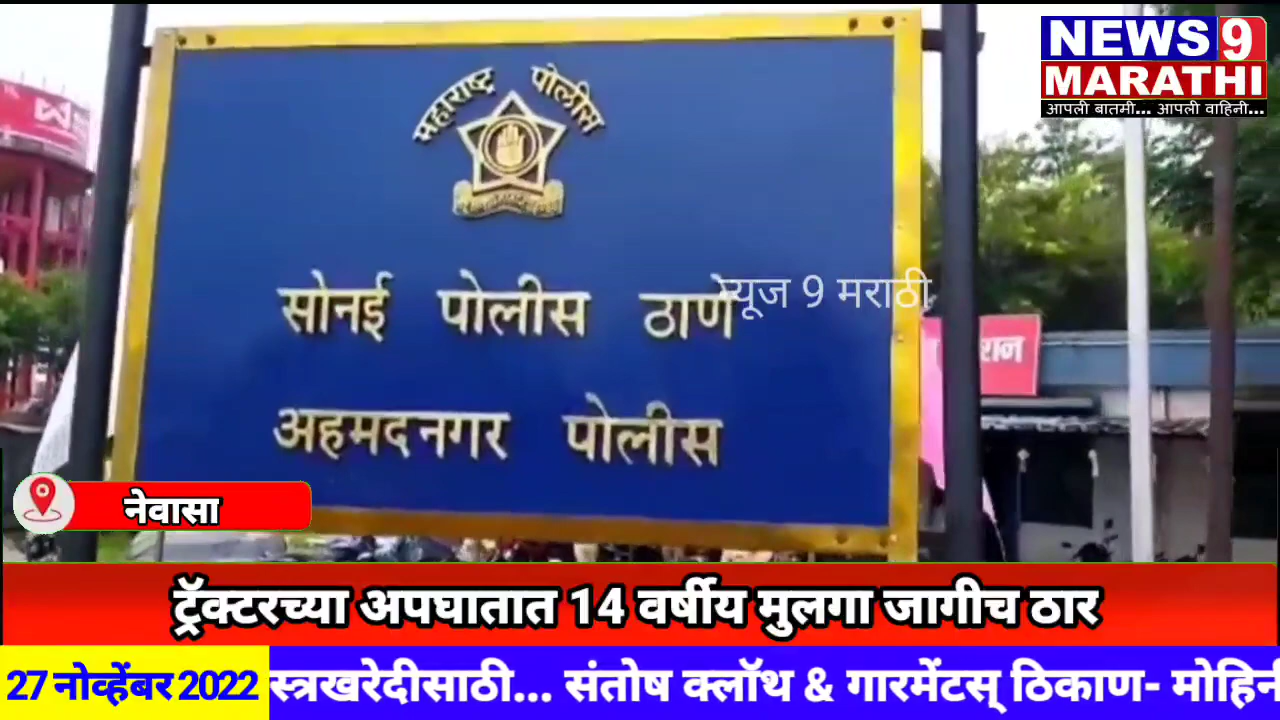 NEWS 9
MARATHI
आपली बातमी... आपली वाहिनी...
महाराष्ट्र पोलीस
सोनई पोलीस ठाणे
न्यूज 9 मराठी
अहमदनगर पोलीस
नेवासा
ट्रॅक्टरच्या अपघातात 14 वर्षीय मुलगा जागीच ठार
27 नोव्हेंबर 2022
स्त्रखरेदीसाठी... संतोष क्लॉथ & गारमेंटस् ठिकाण- मोहिनी